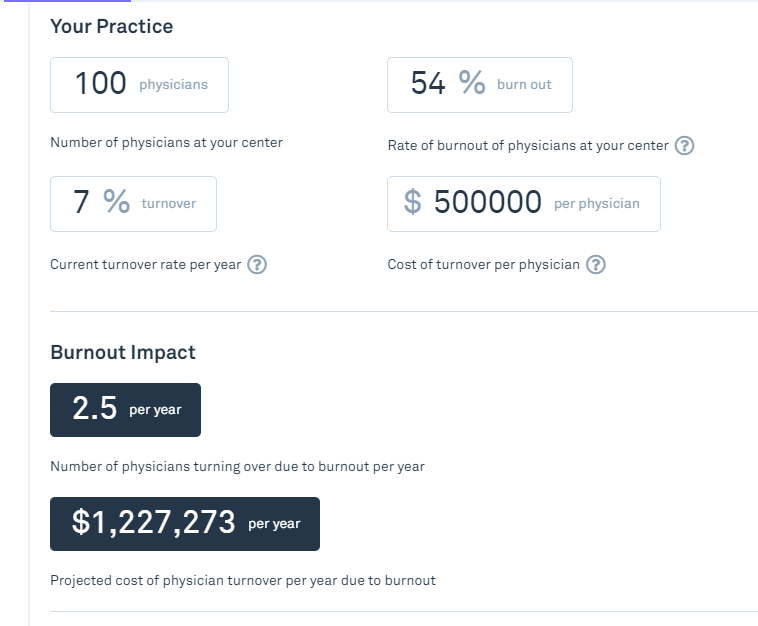 Your Practice
100 physicians
54 % burn out
Number of physicians at your center
Rate of burnout of physicians at your center ?
7 % turnover
$ 500000 per physician
Current turnover rate per year ?
Cost of turnover per physician ?
Burnout Impact
2.5 per year
Number of physicians turning over due to burnout per year
$1,227,273 per year
Projected cost of physician turnover per year due to burnout